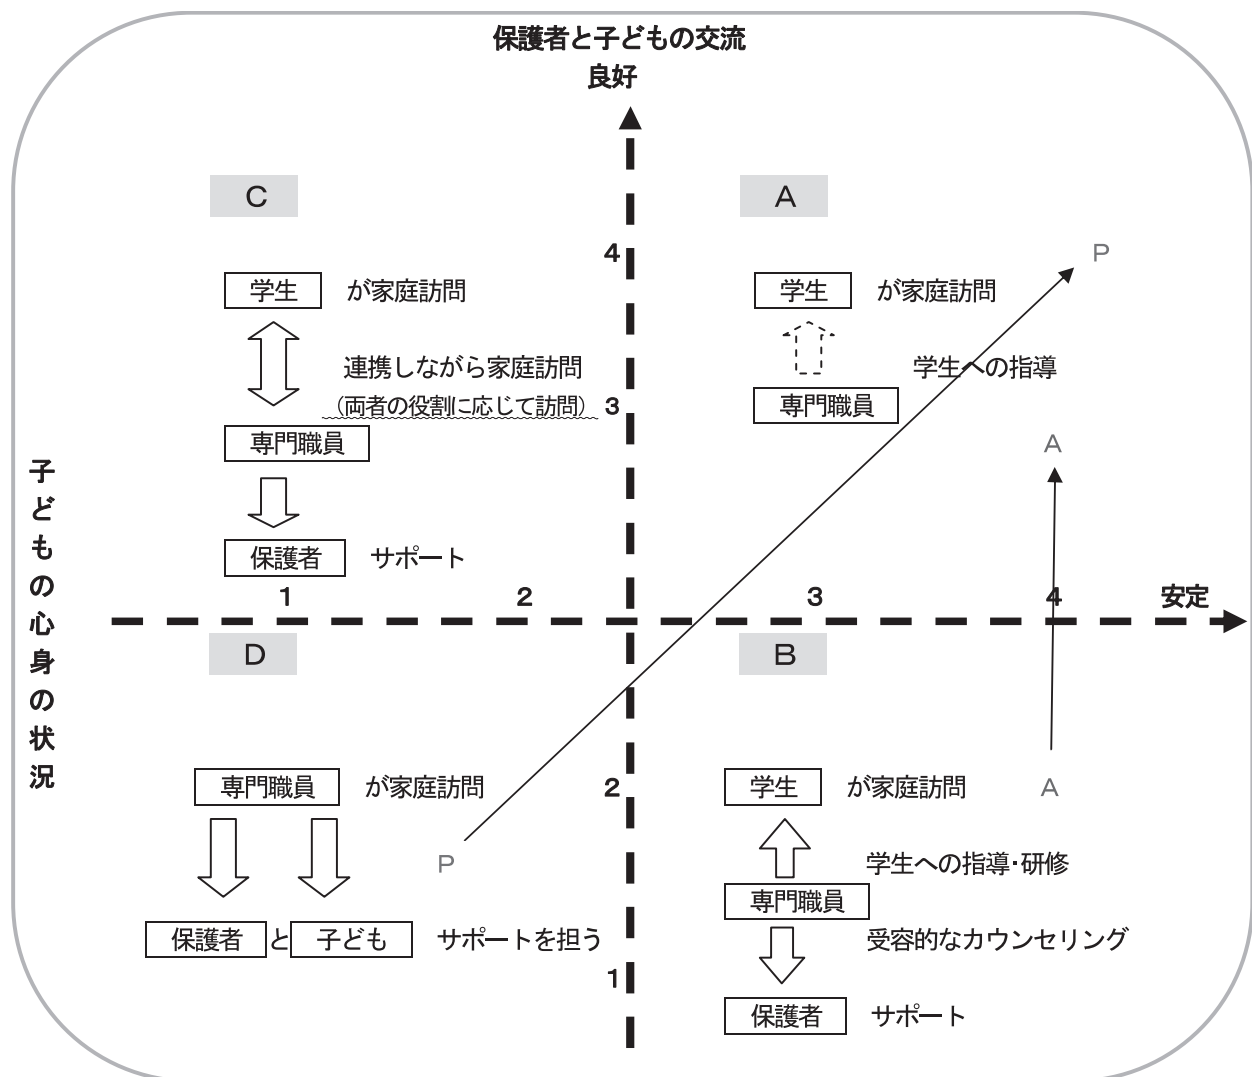 保護者と子どもの交流
良好
C
A
4
P
学生 が家庭訪問
学生 が家庭訪問
連携しながら家庭訪問
学生への指導
(両者の役割に応じて訪問) 3
専門職員
専門職員
A
保護者 サポート
子どもの心身の状況
1
2
3
4
安定
D
B
専門職員 が家庭訪問
2
学生 が家庭訪問
A
P
学生への指導・研修
専門職員
保護者 と 子ども サポートを担う
受容的なカウンセリング
1
保護者 サポート